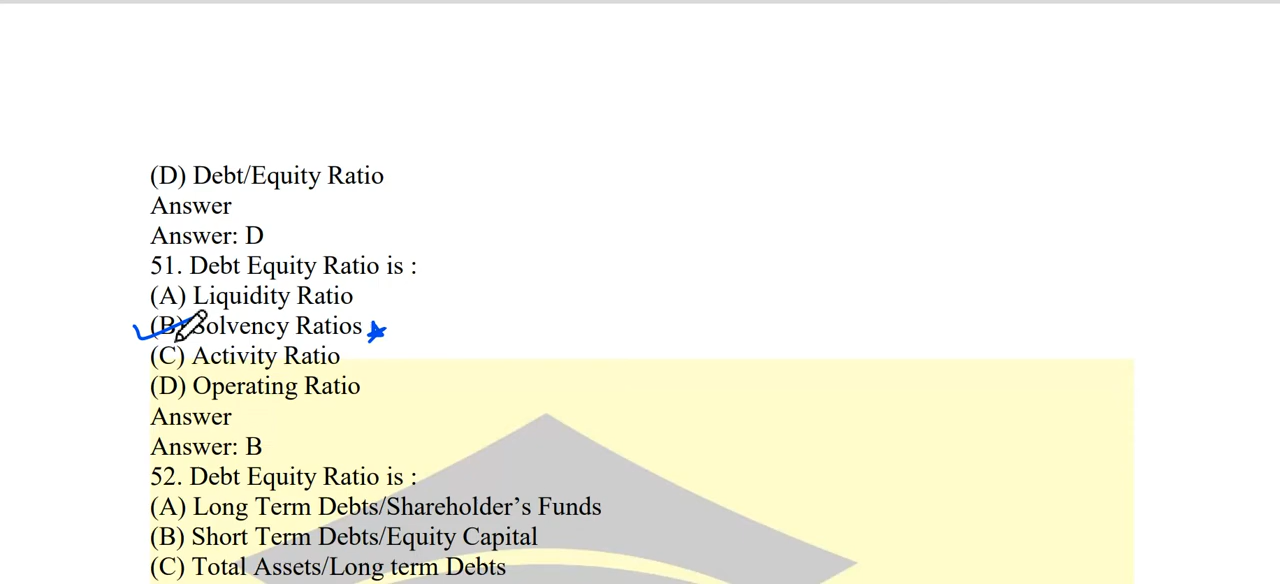 (D) Debt/Equity Ratio
Answer
Answer: D
51. Debt Equity Ratio is :
(A) Liquidity Ratio
(B) Solvency Ratios
(C) Activity Ratio
(D) Operating Ratio
Answer
Answer: B
52. Debt Equity Ratio is :
(A) Long Term Debts/Shareholder’s Funds
(B) Short Term Debts/Equity Capital
(C) Total Assets/Long term Debts